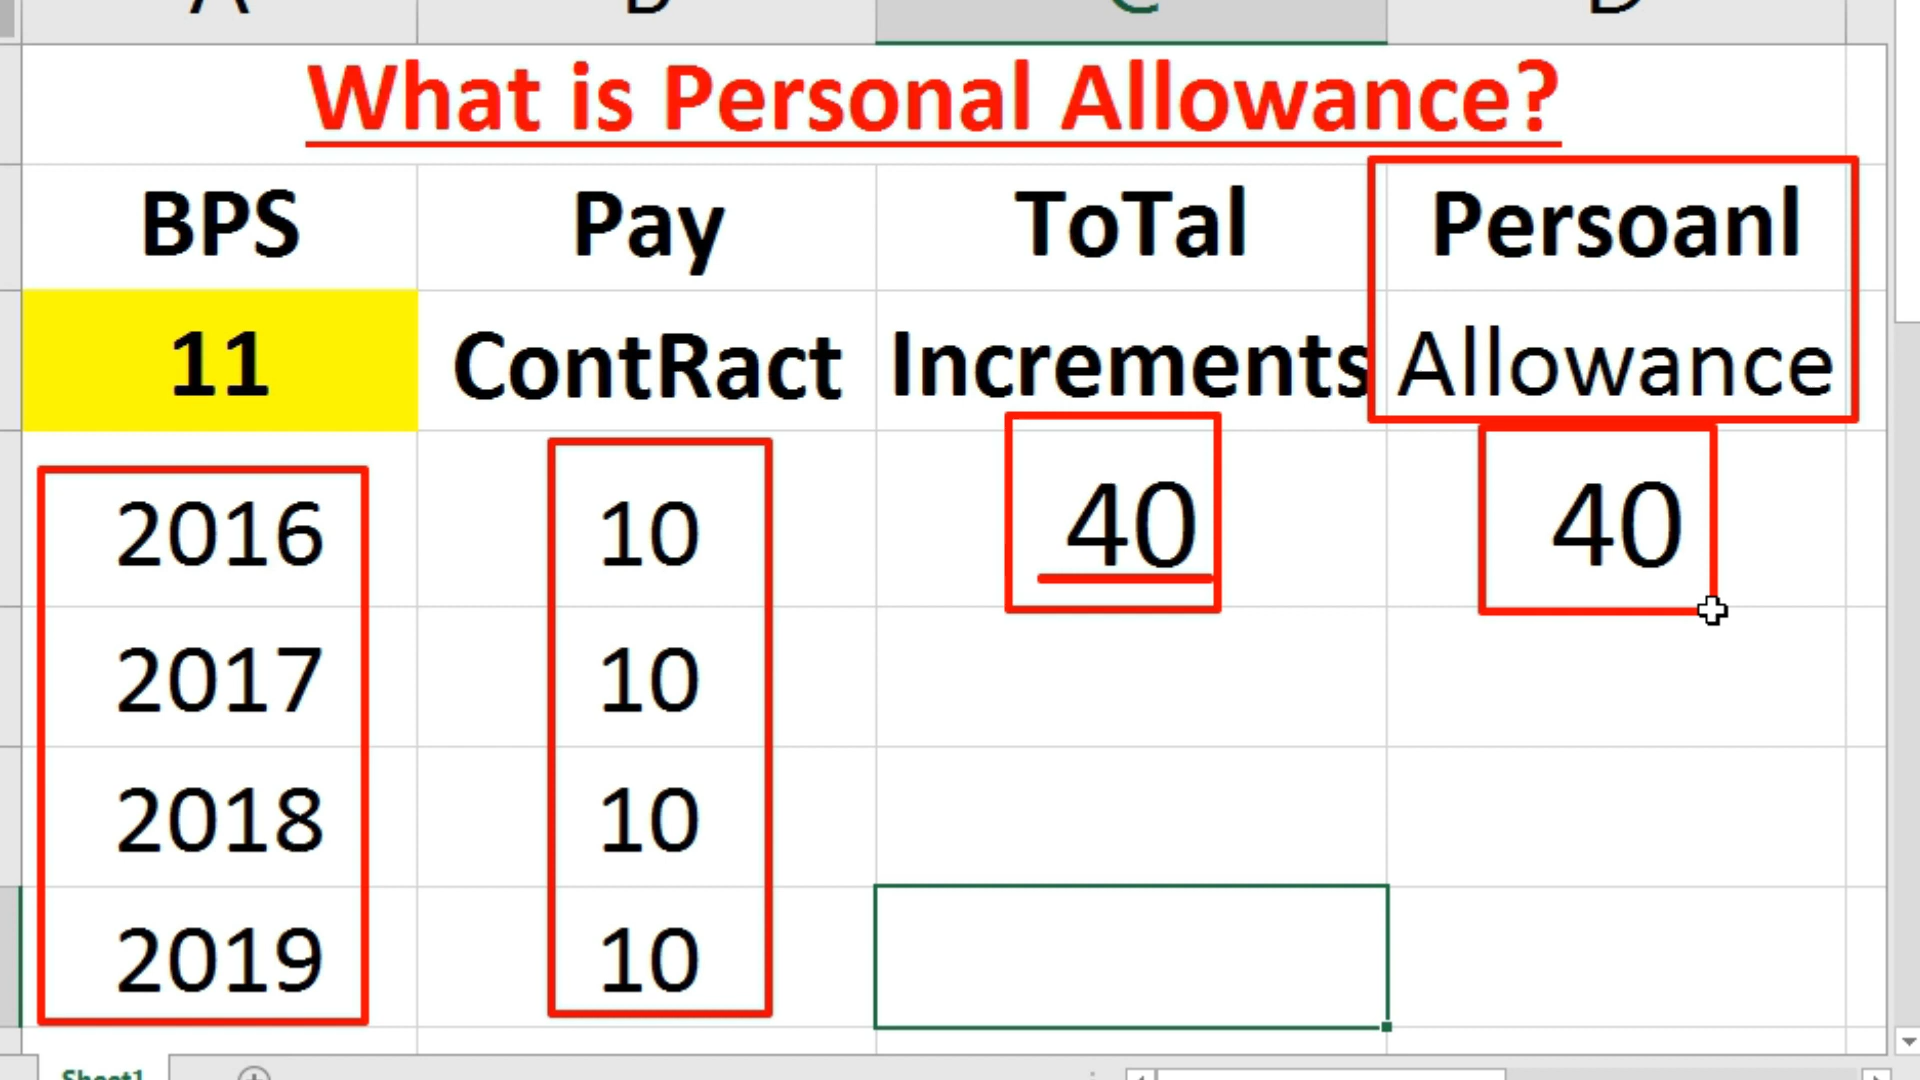 A B C D
What is Personal Allowance?
BPS Pay ToTal Persoanl
11 ContRact Increments Allowance
2016 10 40 40
2017 10
2018 10
2019 10
Sheet1